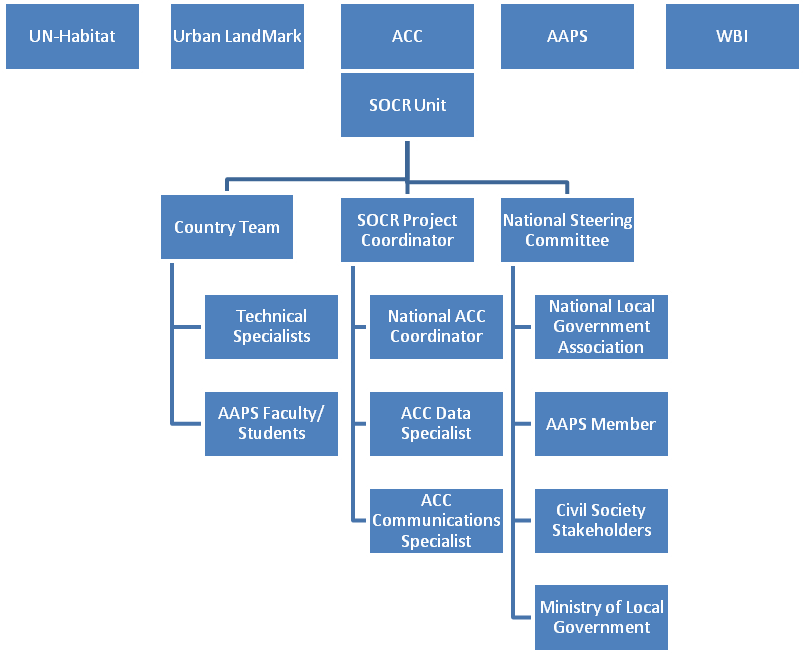 UN-Habitat
Urban LandMark
ACC
AAPS
WBI
SOCR Unit
Country Team
SOCR Project
Coordinator
National Steering
Committee
Technical
Specialists
National ACC
Coordinator
National Local
Government
Association
AAPS Faculty/
Students
ACC Data
Specialist
AAPS Member
ACC
Communications
Specialist
Civil Society
Stakeholders
Ministry of Local
Government